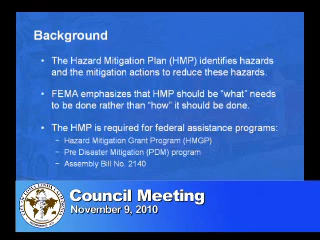 Background
• The Hazard Mitigation Plan (HMP) identifies hazards
and the mitigation actions to reduce these hazards.
• FEMA emphasizes that HMP should be “what” needs
to be done rather than “how” it should be done.
• The HMP is required for federal assistance programs:
– Hazard Mitigation Grant Program (HMGP)
– Pre Disaster Mitigation (PDM) program
– Assembly Bill No. 2140
Council Meeting
November 9, 2010